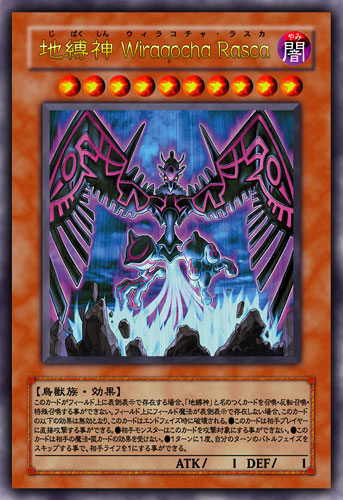 じ ばく しん ウィラコチャ・ラスカ
地縛神 Wiraqocha Rasca
やみ
闇
【鳥獣族・効果】
このカードがフィールド上に表側表示で存在する場合、「地縛神」と名のつくカードを召喚・反転召喚・
特殊召喚する事ができない。フィールド上にフィールド魔法が表側表示で存在しない場合、このカード
の以下の効果は無効となり、このカードはエンドフェイズ時に破壊される。●このカードは相手プレイヤー
に直接攻撃する事ができる。●相手モンスターはこのカードを攻撃対象にする事ができない。●この
カードは相手の魔法・罠カードの効果を受けない。●1ターンに1度、自分のターンのバトルフェイズを
スキップする事で、相手ライフを1にする事ができる。
ATK/ 1 DEF/ 1